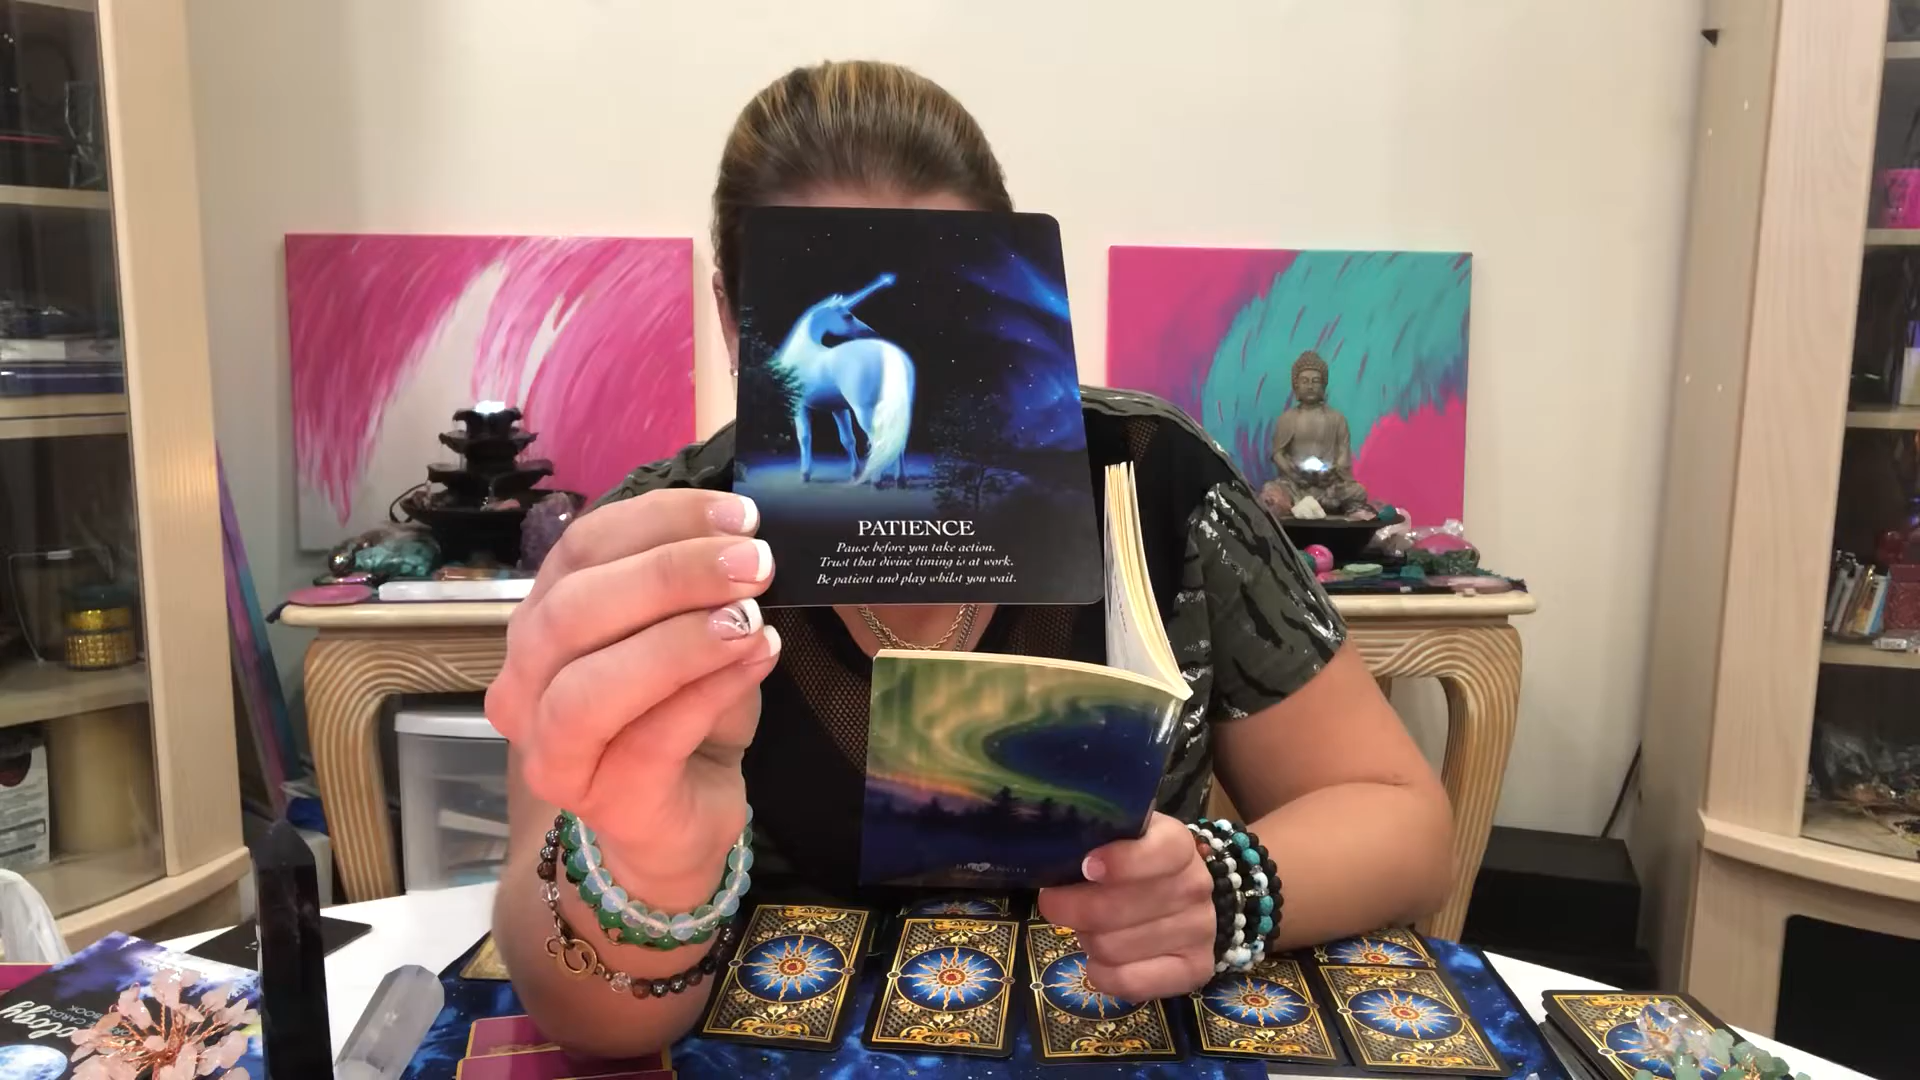 PATIENCE
Pause before you take action.
Trust that divine timing is at work.
Be patient and play whilst you wait.